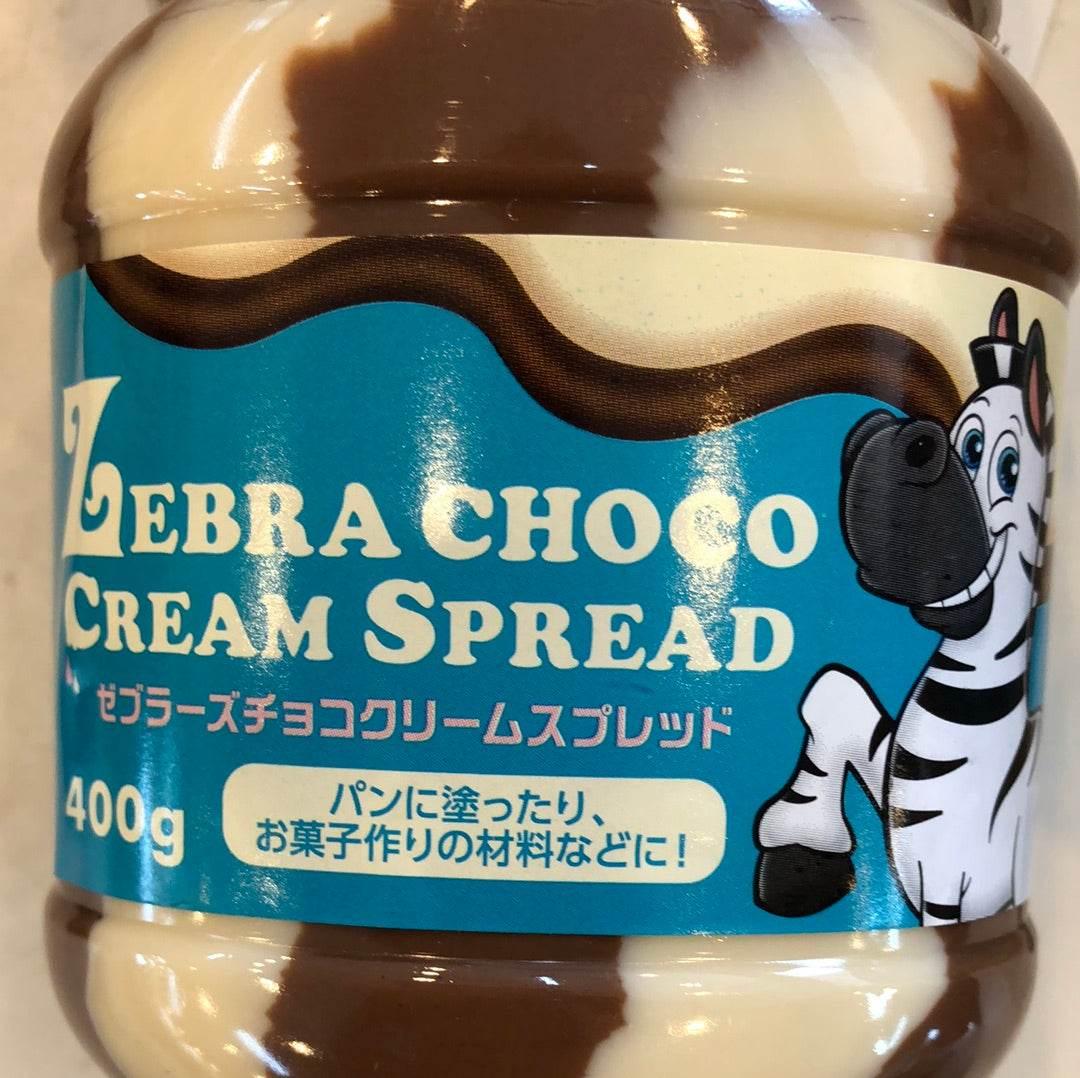 ZEBRA CHOCO
CREAM SPREAD
ゼブラーズチョコクリームスプレッド
400g
パンに塗ったり、
お菓子作りの材料などに!